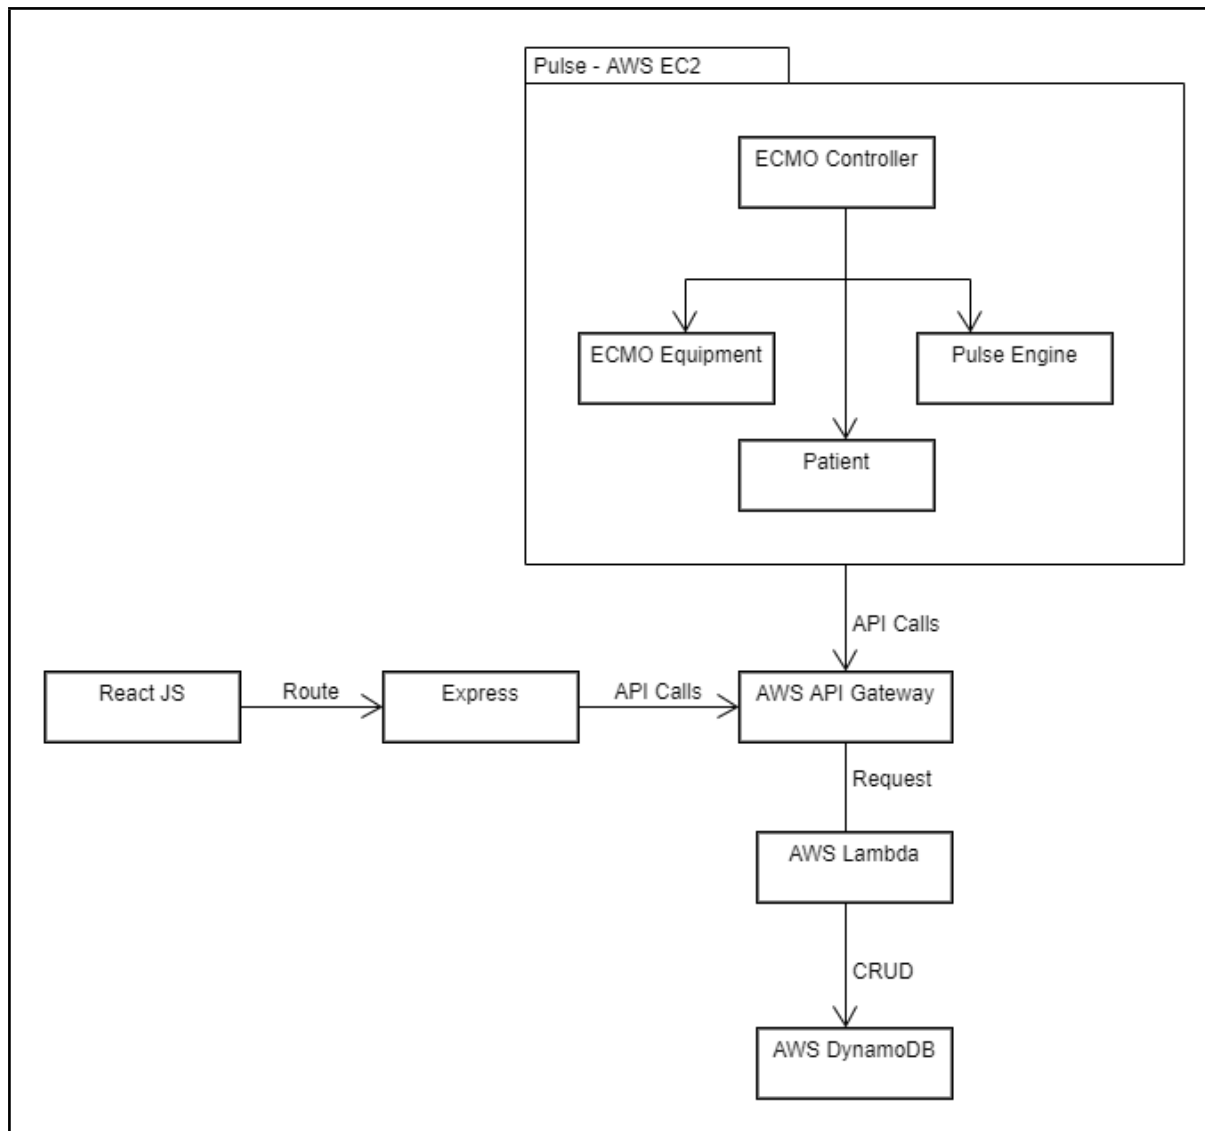 Pulse - AWS EC2
ECMO Controller
ECMO Equipment
Pulse Engine
Patient
API Calls
React JS
Route
Express
API Calls
AWS API Gateway
Request
AWS Lambda
CRUD
AWS DynamoDB